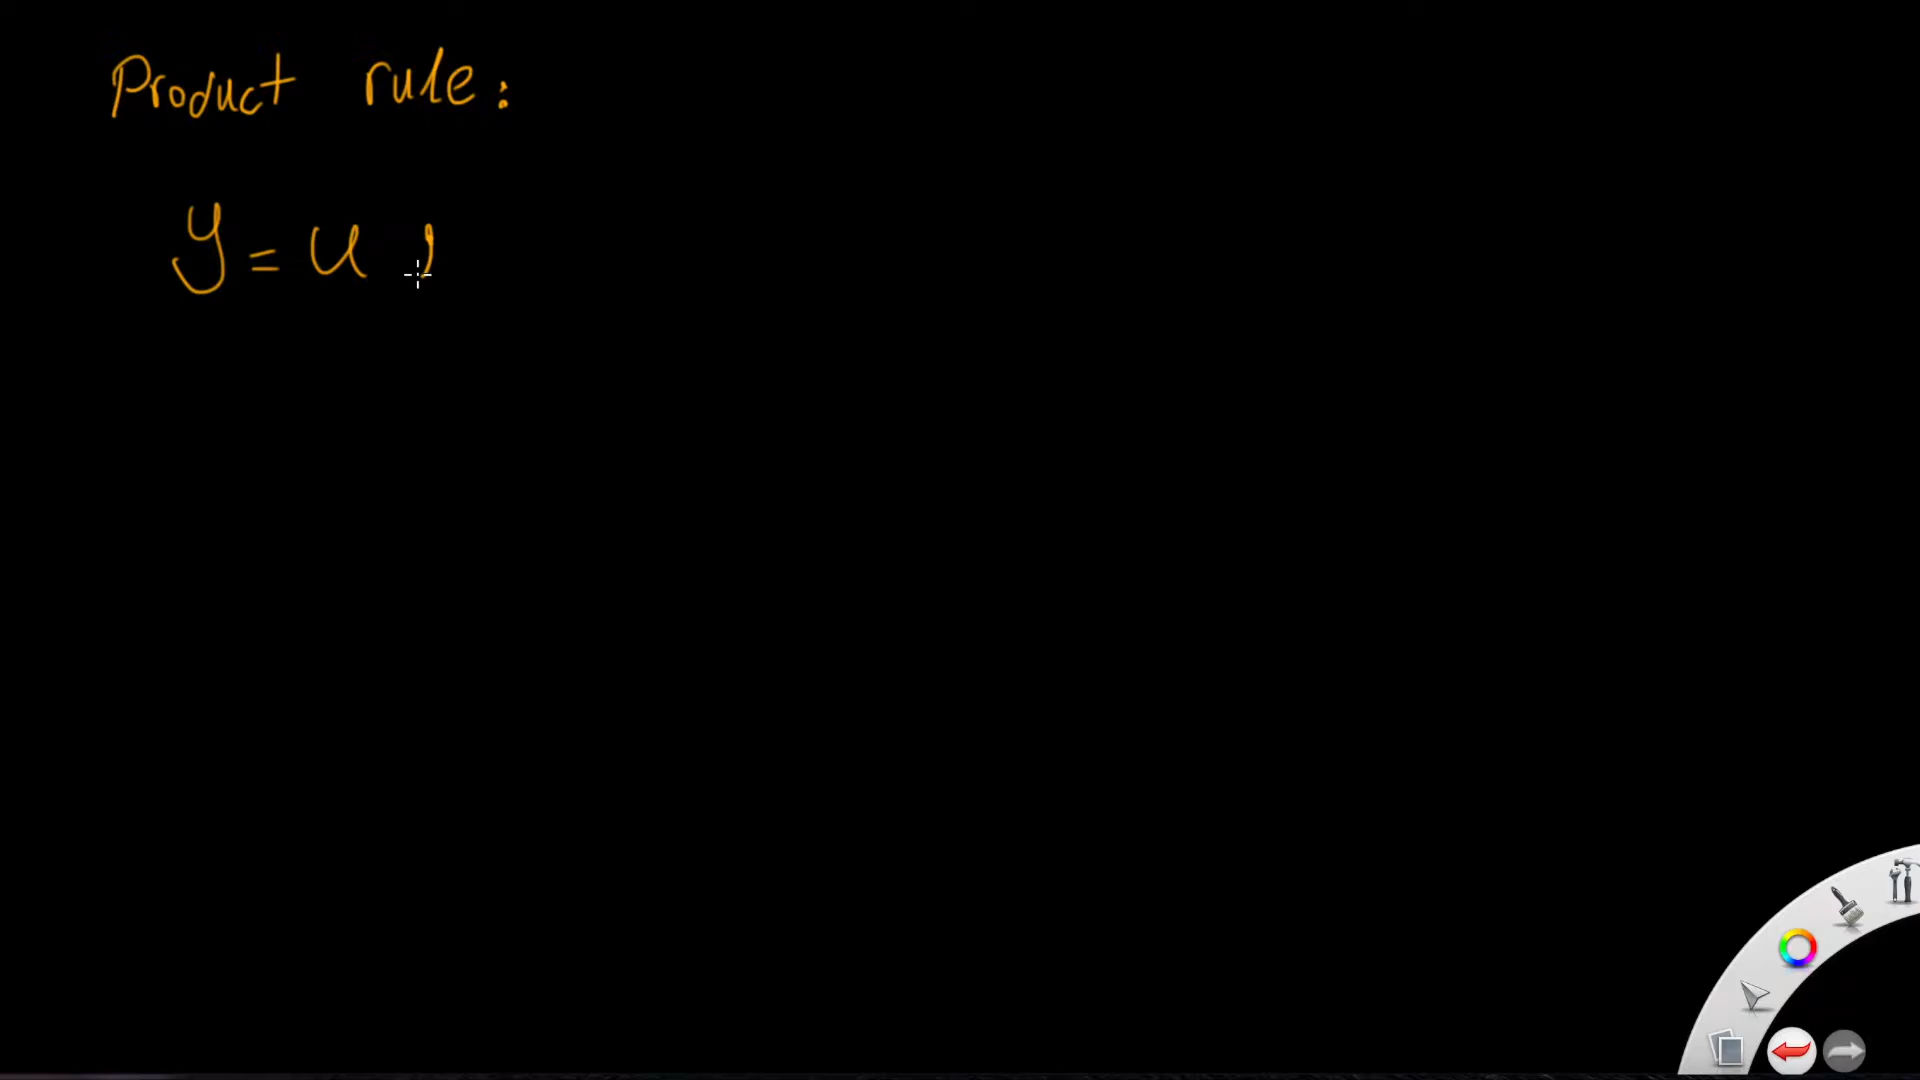 Product rule:
y = u